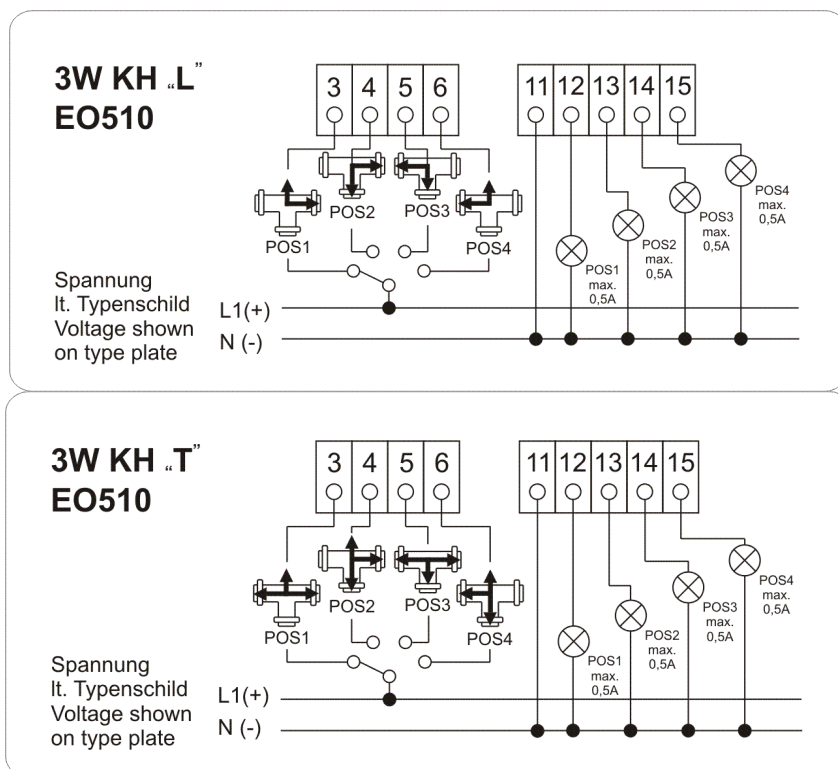 3W KH „L”
EO510
3 4 5 6
11 12 13 14 15
POS1
POS2
POS3
POS4
POS1
max.
0,5A
POS2
max.
0,5A
POS3
max.
0,5A
POS4
max.
0,5A
Spannung
lt. Typenschild
Voltage shown
on type plate
L1(+)
N (-)
3W KH „T”
EO510
3 4 5 6
11 12 13 14 15
POS1
POS2
POS3
POS4
POS1
max.
0,5A
POS2
max.
0,5A
POS3
max.
0,5A
POS4
max.
0,5A
Spannung
lt. Typenschild
Voltage shown
on type plate
L1(+)
N (-)